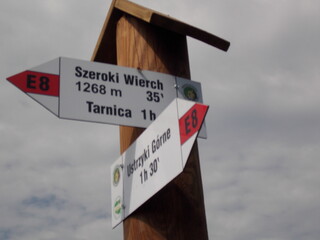 E8
Szeroki Wierch
1268 m 35'
Tarnica 1h
E8
Ustrzyki Górne
1h 30'